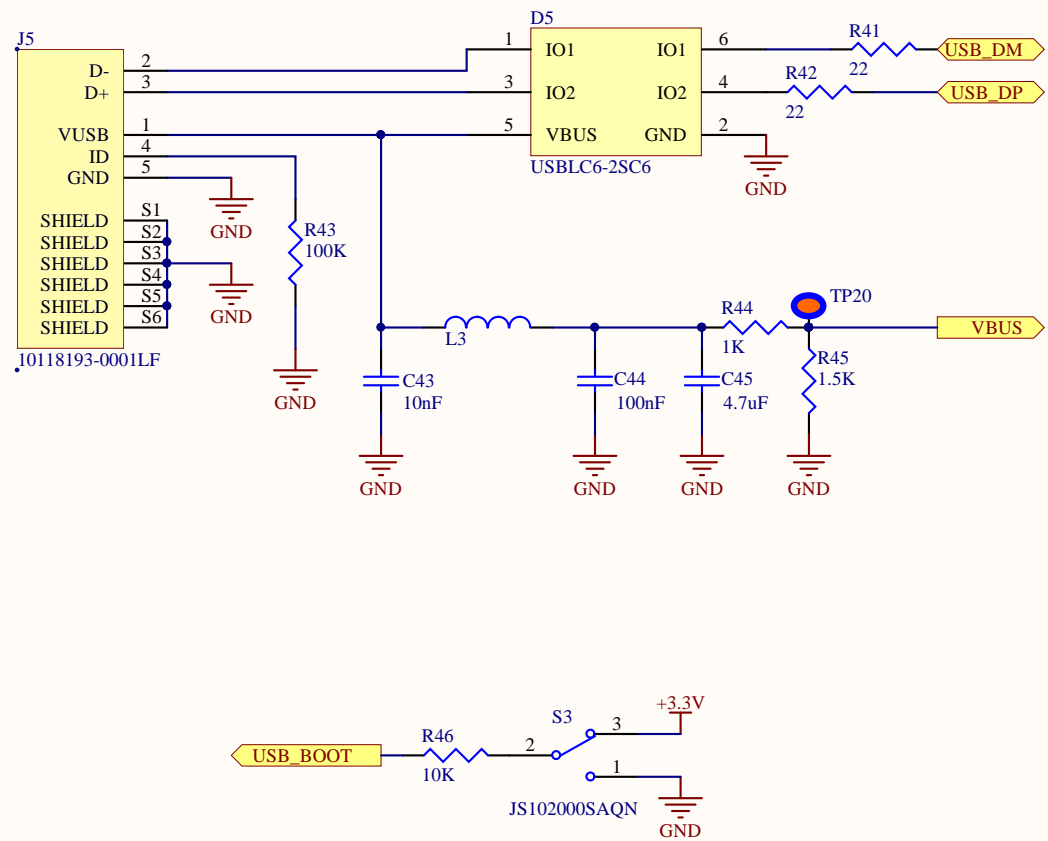 J5
D- 2
D+ 3
VUSB 1
ID 4
GND 5
SHIELD S1
SHIELD S2
SHIELD S3
SHIELD S4
SHIELD S5
SHIELD S6
10118193-0001LF
GND
GND
R43
100K
GND
D5
1 IO1 IO1 6
3 IO2 IO2 4
5 VBUS GND 2
USBLC6-2SC6
GND
R41
22
USB_DM
R42
22
USB_DP
L3
C43
10nF
GND
C44
100nF
GND
C45
4.7uF
GND
R44
1K
TP20
VBUS
R45
1.5K
GND
USB_BOOT
R46
10K
S3
2
3
1
+3.3V
JS102000SAQN
GND